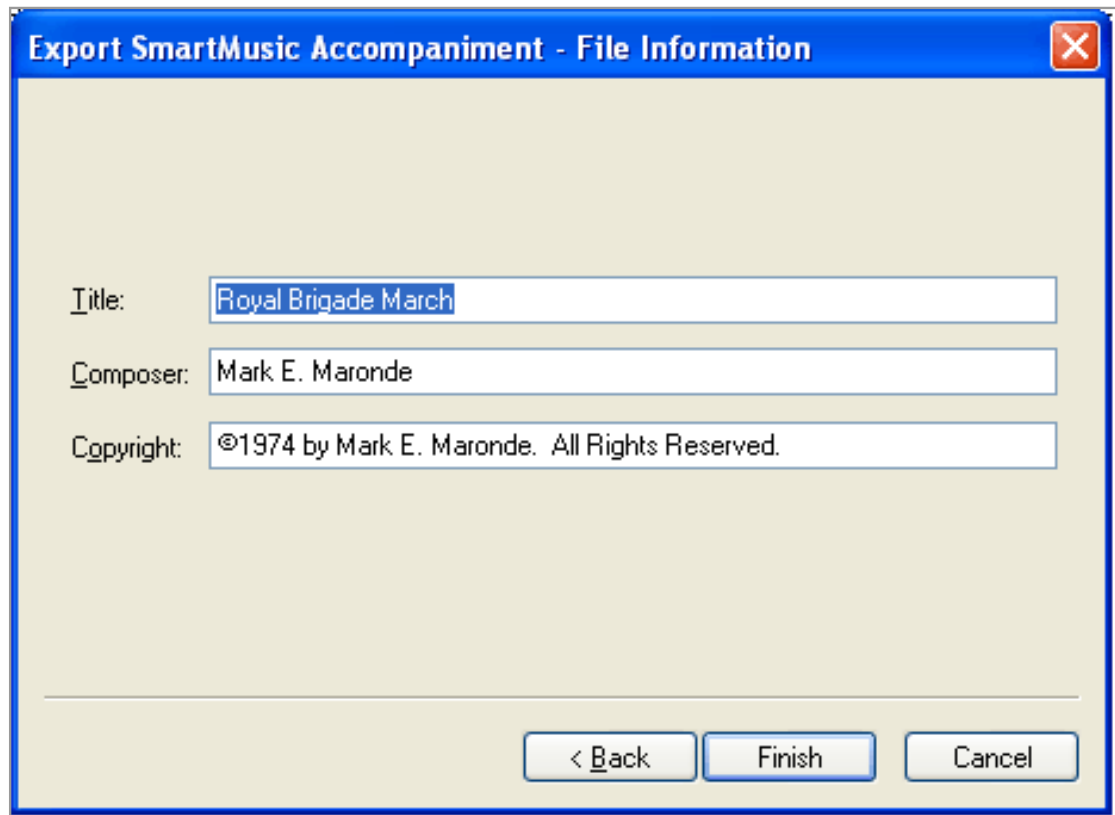 Export SmartMusic Accompaniment - File Information
Title: Royal Brigade March
Composer: Mark E. Maronde
Copyright: ©1974 by Mark E. Maronde.  All Rights Reserved.
< Back Finish Cancel